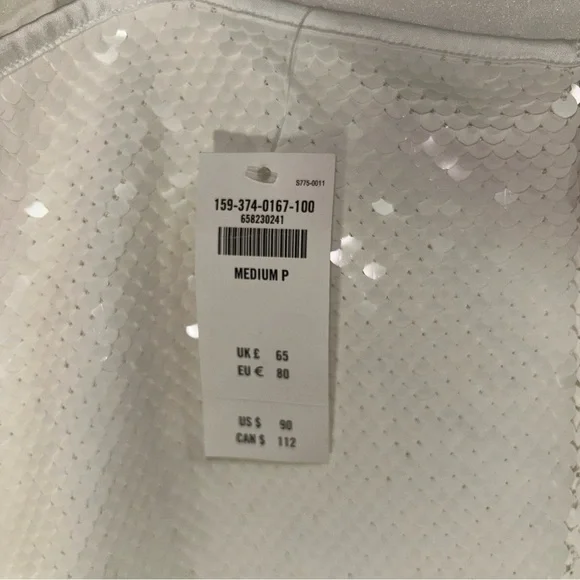 S775-0011
159-374-0167-100
658230241
MEDIUM P
UK £ 65
EU € 80
US $ 90
CAN $ 112